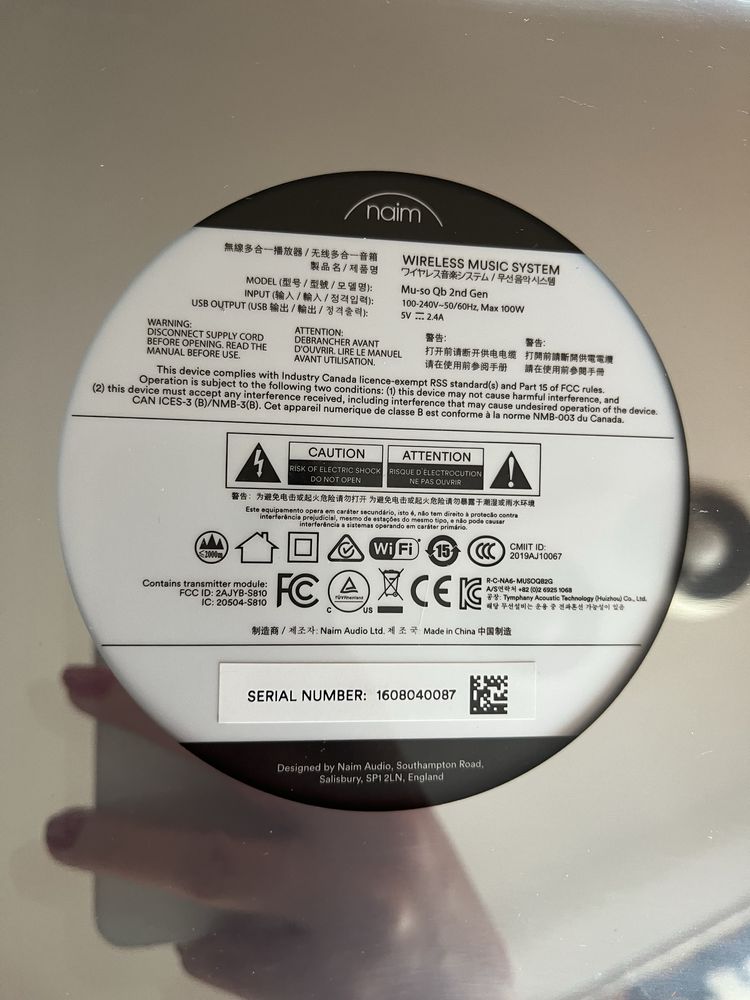 naim
無線多合一播放器 / 无线多合一音箱
製品名 / 제품명
WIRELESS MUSIC SYSTEM
ワイヤレス音楽システム / 무선 음악 시스템
MODEL (型号 / 型號 / 모델명):
Mu-so Qb 2nd Gen
INPUT (输入 / 輸入 / 정격입력):
100-240V~50/60Hz, Max 100W
USB OUTPUT (USB 输出 / 輸出 / 정격출력):
5V ⎓ 2.4A
WARNING:
DISCONNECT SUPPLY CORD
BEFORE OPENING. READ THE
MANUAL BEFORE USE.
ATTENTION:
DEBRANCHER AVANT
D'OUVRIR. LIRE LE MANUEL
AVANT UTILISATION.
警告:
打开前请断开供电电缆
请在使用前参阅手册
警告:
打開前請斷開供電電纜
請在使用前參閱手冊
This device complies with Industry Canada licence-exempt RSS standard(s) and Part 15 of FCC rules.
Operation is subject to the following two conditions: (1) this device may not cause harmful interference, and
(2) this device must accept any interference received, including interference that may cause undesired operation of the device.
CAN ICES-3 (B)/NMB-3(B). Cet appareil numerique de classe B est conforme à la norme NMB-003 du Canada.
CAUTION
RISK OF ELECTRIC SHOCK
DO NOT OPEN
ATTENTION
RISQUE D'ÉLECTROCUTION
NE PAS OUVRIR
警告: 为避免电击或起火危险请勿打开 为避免电击或起火危险请勿暴露于潮湿或雨水环境
Este equipamento opera em caráter secundário, isto é, não tem direito à protecão contra
interferência prejudicial, mesmo de estações do mesmo tipo, e não pode causar
interferência a sistemas operando em caráter primário.
≤2000m
Wi Fi
15
CCC
CMIIT ID:
2019AJ10067
Contains transmitter module:
FCC ID: 2AJYB-S810
IC: 20504-S810
FC
TÜVRheinland
C US
CE
R-C-NA6- MUSOQB2G
A/S연락처 +82 (0)2 6925 1068
공장: Tymphany Acoustic Technology (Huizhou) Co., Ltd.
해당 무선설비는 운용 중 전파혼선 가능성이 있음
制造商 / 제조자: Naim Audio Ltd. 제조국: Made in China 中国制造
SERIAL NUMBER: 1608040087
Designed by Naim Audio, Southampton Road,
Salisbury, SP1 2LN, England